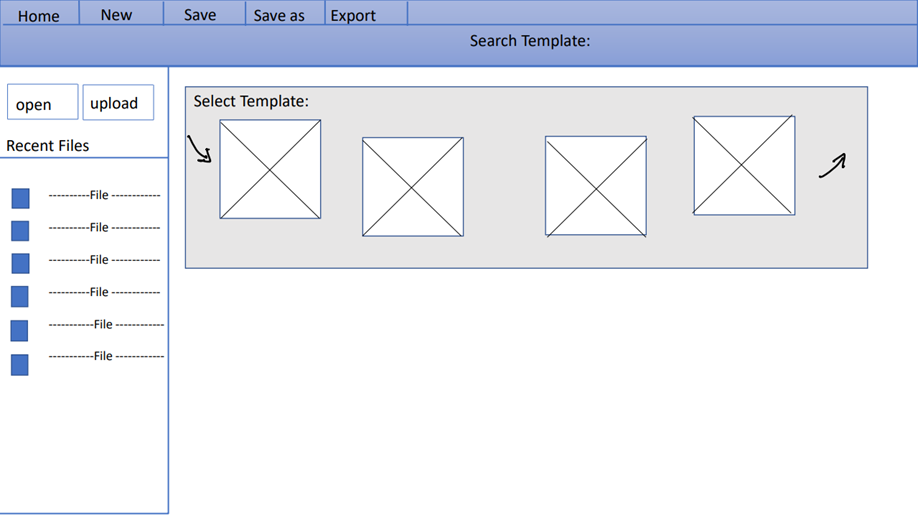 Home New Save Save as Export
Search Template:
open upload
Recent Files
----------File ------------
----------File ------------
----------File ------------
----------File ------------
-----------File ------------
-----------File ------------
Select Template: